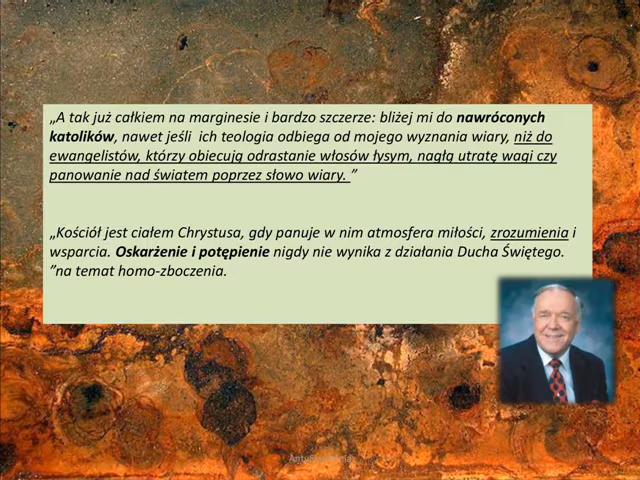 „A tak już całkiem na marginesie i bardzo szczerze: bliżej mi do nawróconych
katolików, nawet jeśli ich teologia odbiega od mojego wyznania wiary, niż do
ewangelistów, którzy obiecują odrastanie włosów łysym, nagłą utratę wagi czy
panowanie nad światem poprzez słowo wiary. ”
„Kościół jest ciałem Chrystusa, gdy panuje w nim atmosfera miłości, zrozumienia i
wsparcia. Oskarżenie i potępienie nigdy nie wynika z działania Ducha Świętego.
”na temat homo-zboczenia.